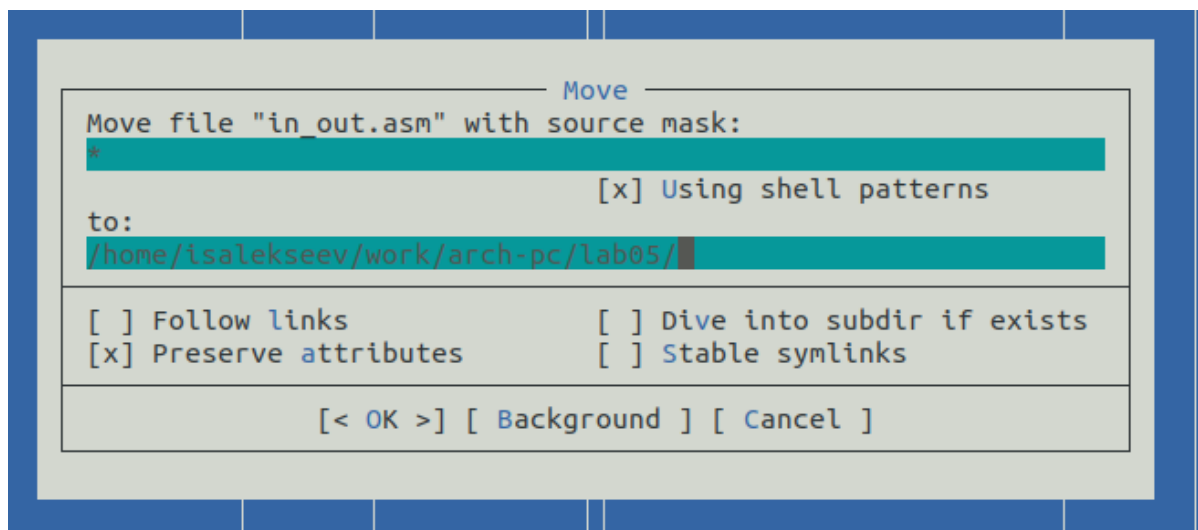 Move
Move file "in_out.asm" with source mask:
*
[x] Using shell patterns
to:
/home/isalekseev/work/arch-pc/lab05/
[ ] Follow links [ ] Dive into subdir if exists
[x] Preserve attributes [ ] Stable symlinks
[< OK >] [ Background ] [ Cancel ]